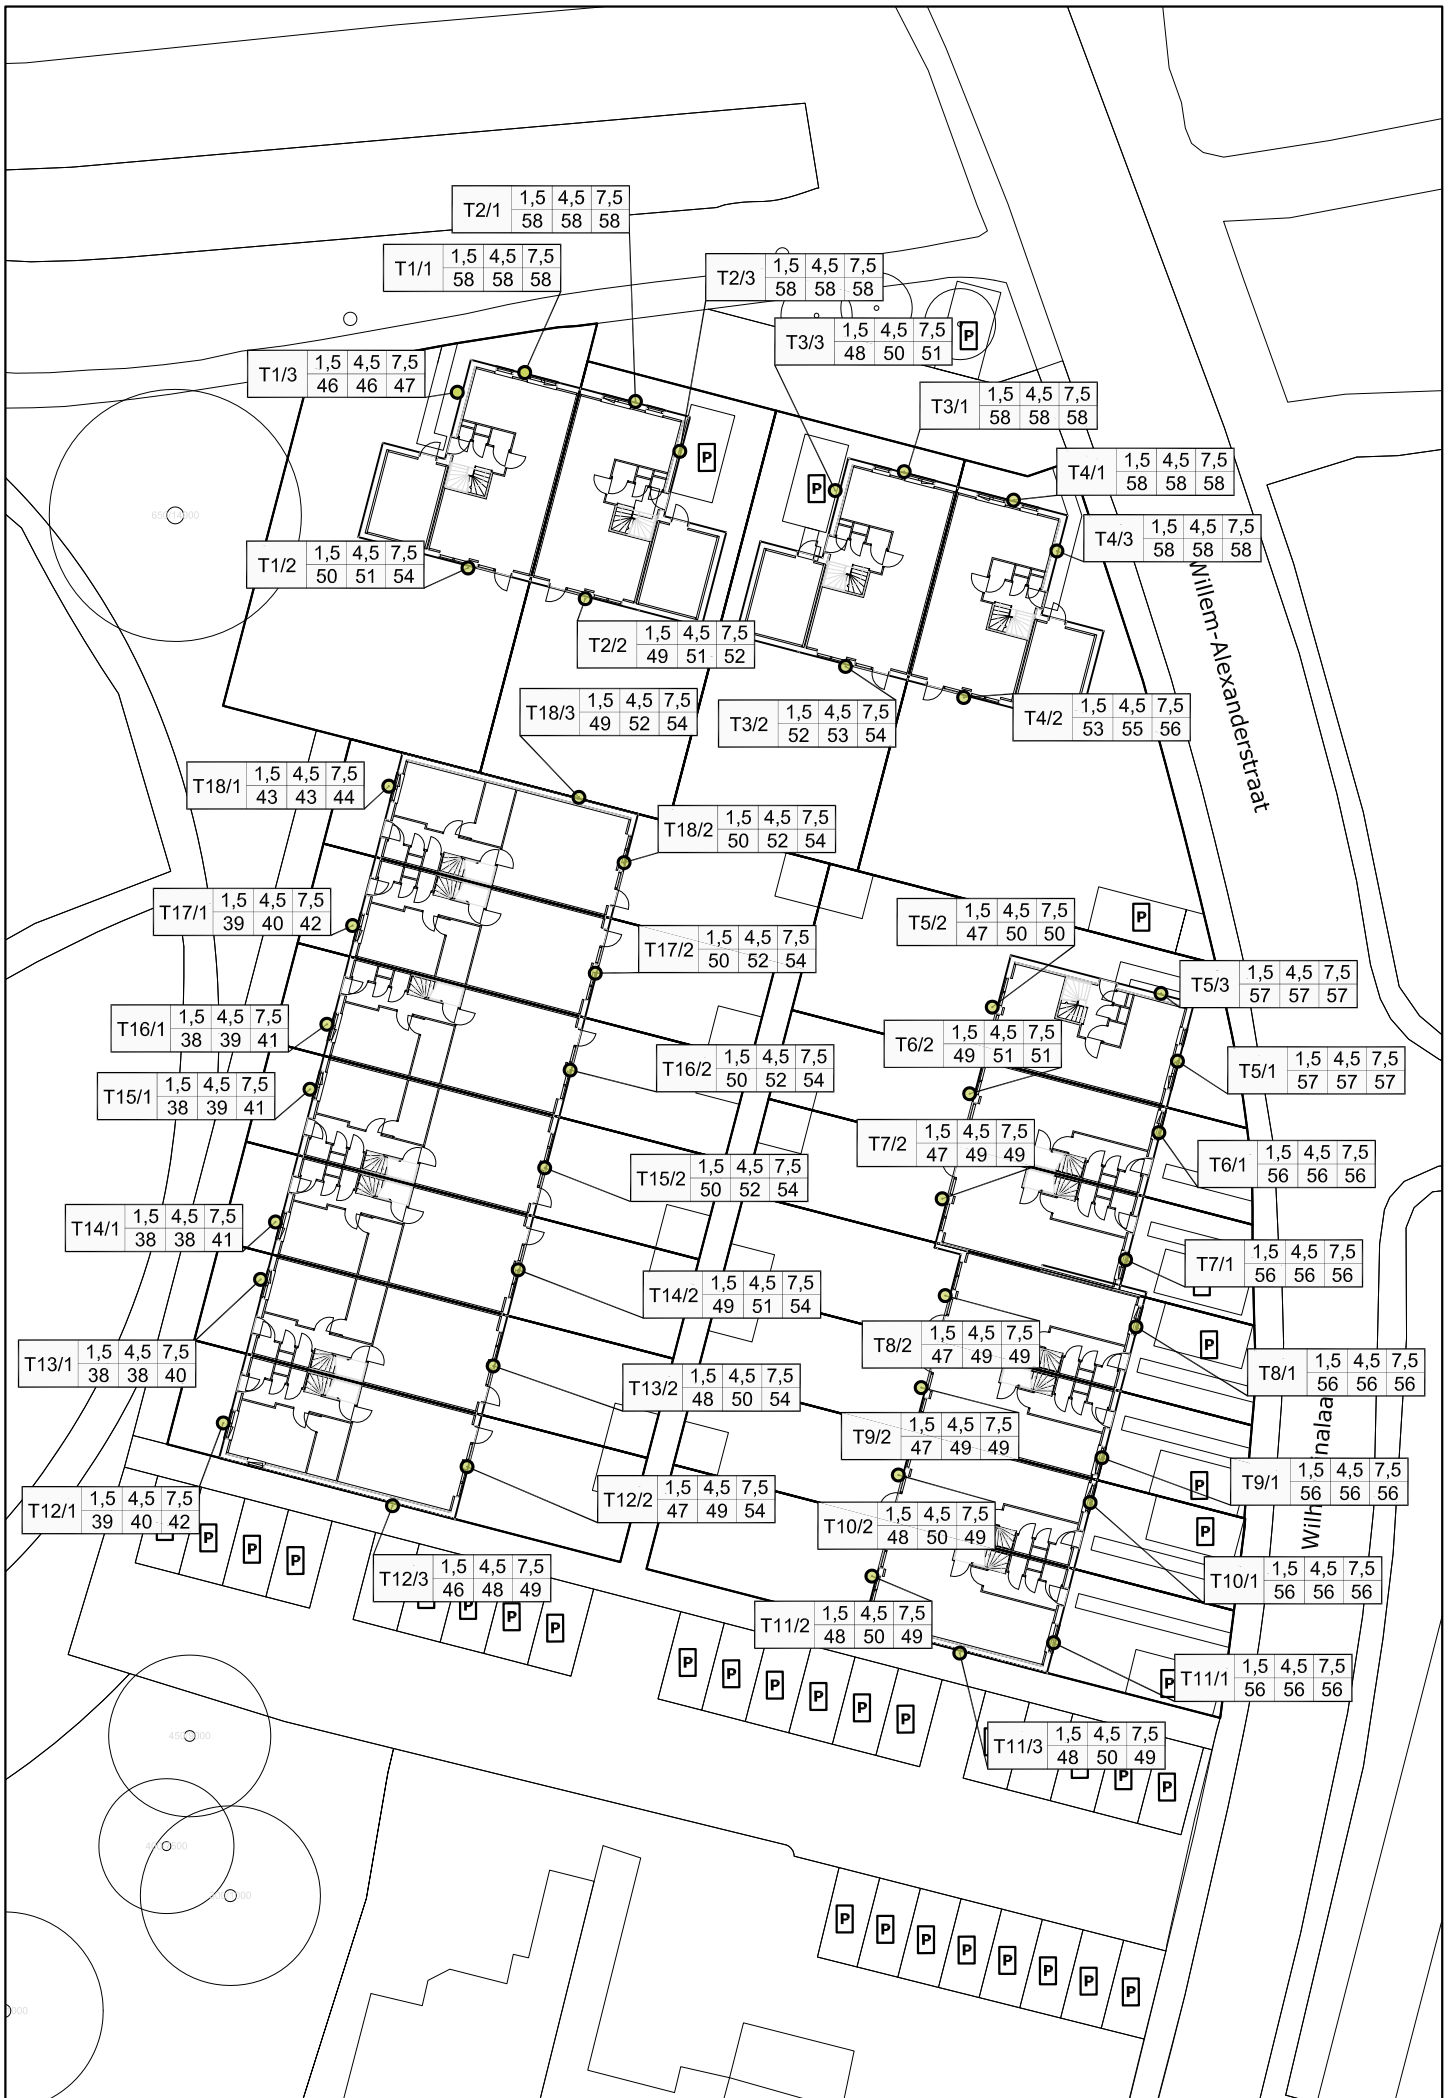 T2/1 1,5 4,5 7,5
58 58 58
T1/1 1,5 4,5 7,5
58 58 58
T2/3 1,5 4,5 7,5
58 58 58
P
T3/3 1,5 4,5 7,5
48 50 51
T1/3 1,5 4,5 7,5
46 46 47
T3/1 1,5 4,5 7,5
58 58 58
P
T4/1 1,5 4,5 7,5
58 58 58
P
T4/3 1,5 4,5 7,5
58 58 58
T1/2 1,5 4,5 7,5
50 51 54
Willem-Alexanderstraat
T2/2 1,5 4,5 7,5
49 51 52
T18/3 1,5 4,5 7,5
49 52 54
T3/2 1,5 4,5 7,5
52 53 54
T4/2 1,5 4,5 7,5
53 55 56
T18/1 1,5 4,5 7,5
43 43 44
T18/2 1,5 4,5 7,5
50 52 54
T17/1 1,5 4,5 7,5
39 40 42
T5/2 1,5 4,5 7,5
47 50 50
P
T17/2 1,5 4,5 7,5
50 52 54
T5/3 1,5 4,5 7,5
57 57 57
T16/1 1,5 4,5 7,5
38 39 41
T6/2 1,5 4,5 7,5
49 51 51
T16/2 1,5 4,5 7,5
50 52 54
T5/1 1,5 4,5 7,5
57 57 57
T15/1 1,5 4,5 7,5
38 39 41
T7/2 1,5 4,5 7,5
47 49 49
T6/1 1,5 4,5 7,5
56 56 56
T15/2 1,5 4,5 7,5
50 52 54
T14/1 1,5 4,5 7,5
38 38 41
T7/1 1,5 4,5 7,5
56 56 56
T14/2 1,5 4,5 7,5
49 51 54
T8/2 1,5 4,5 7,5
47 49 49
P
T13/1 1,5 4,5 7,5
38 38 40
T8/1 1,5 4,5 7,5
56 56 56
T13/2 1,5 4,5 7,5
48 50 54
T9/2 1,5 4,5 7,5
47 49 49
T9/1 1,5 4,5 7,5
56 56 56
P
T12/2 1,5 4,5 7,5
47 49 54
T12/1 1,5 4,5 7,5
39 40 42
T10/2 1,5 4,5 7,5
48 50 49
P
P
P
P
T10/1 1,5 4,5 7,5
56 56 56
T12/3 1,5 4,5 7,5
46 48 49
P
P
P
T11/2 1,5 4,5 7,5
48 50 49
T11/1 1,5 4,5 7,5
56 56 56
P
P
P
P
P
P
P
T11/3 1,5 4,5 7,5
48 50 49
P
P
P
P
P
P
P
P
P
P